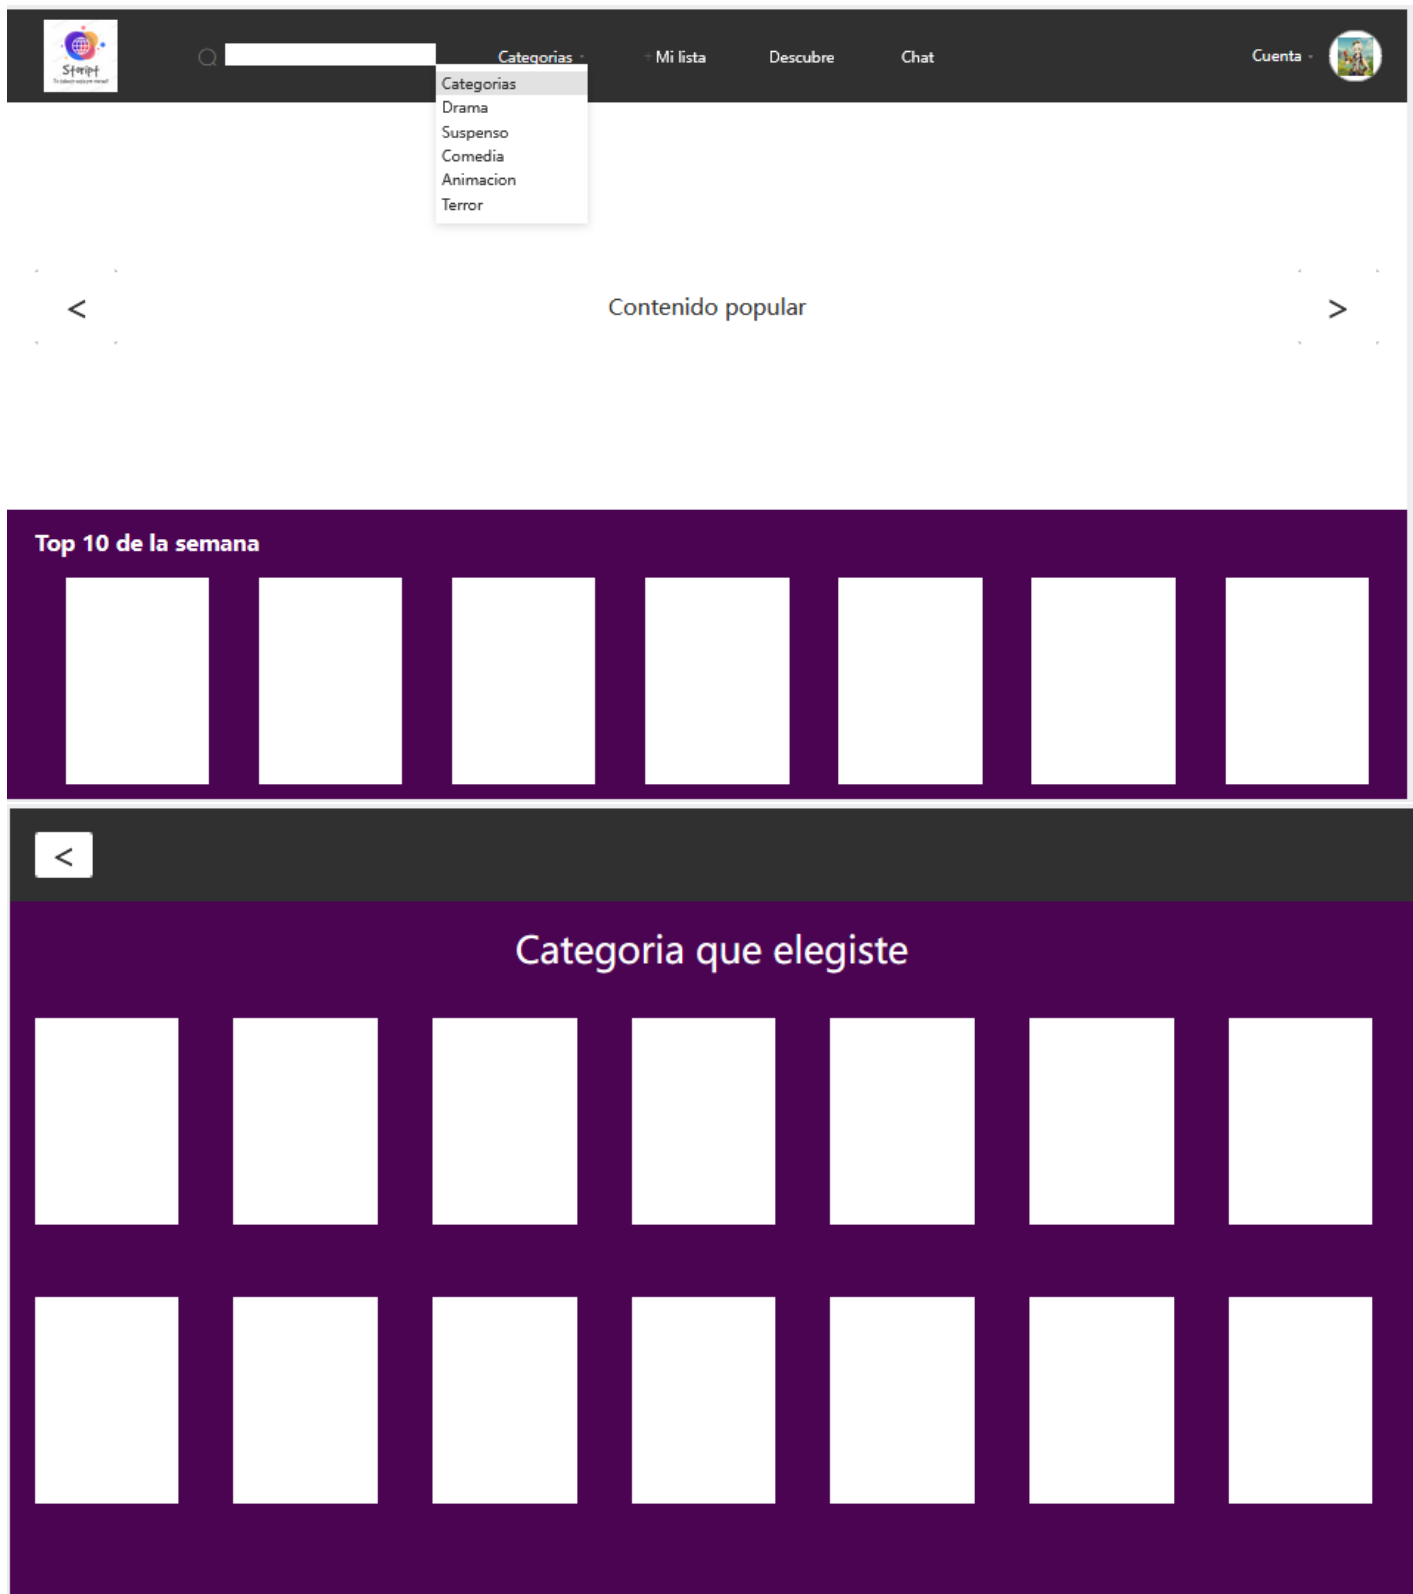 Stoript
Categorias
+ Mi lista
Descubre
Chat
Cuenta
Categorias
Drama
Suspenso
Comedia
Animacion
Terror
<
Contenido popular
>
Top 10 de la semana
<
Categoria que elegiste